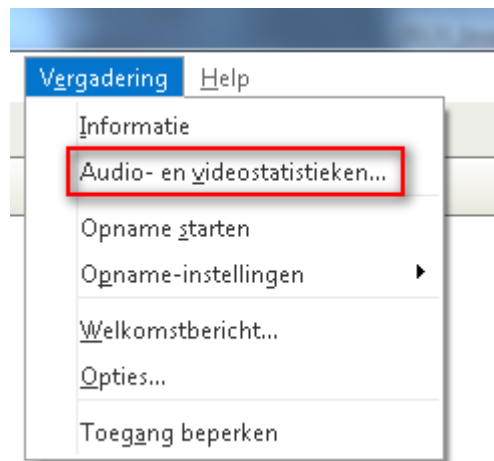 Vergadering Help
Informatie
Audio- en videostatistieken...
Opname starten
Opname-instellingen
Welkomstbericht...
Opties...
Toegang beperken